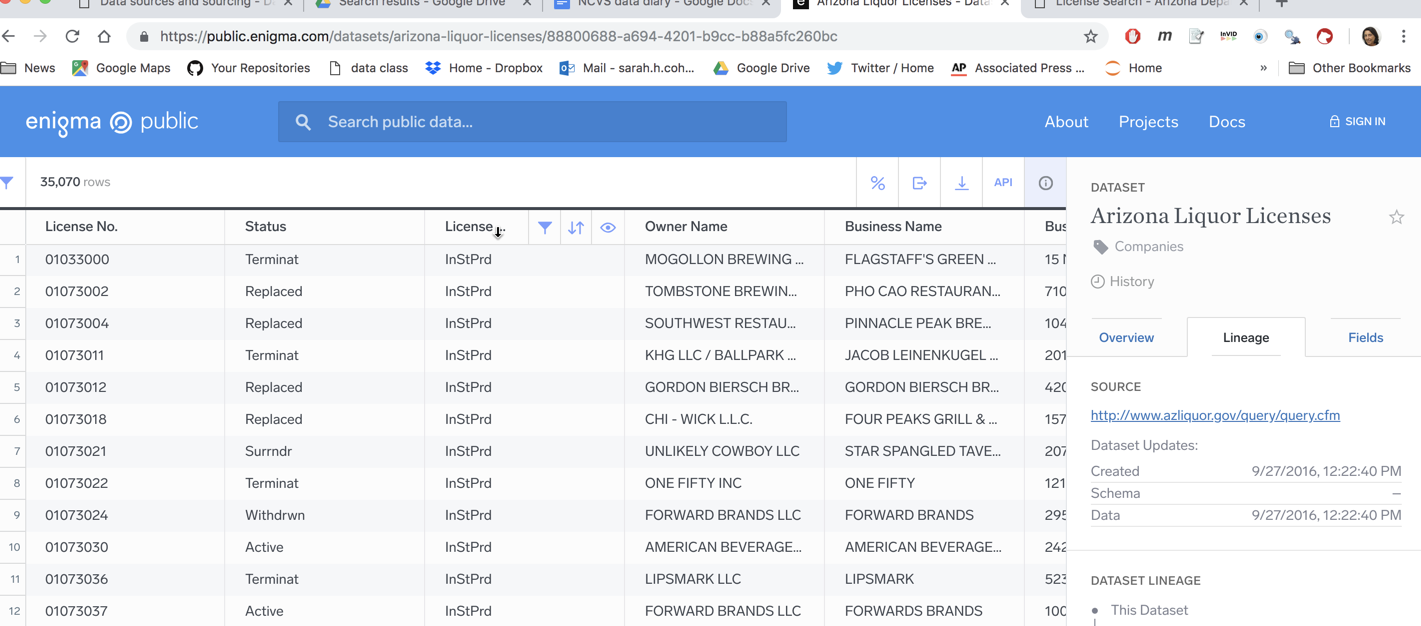 Data sources and sourcing - D
Search results - Google Drive
NCVS data diary - Google Doc
Arizona Liquor Licenses - Data
License Search - Arizona Depa
https://public.enigma.com/datasets/arizona-liquor-licenses/88800688-a694-4201-b9cc-b88a5fc260bc
News Google Maps Your Repositories data class Home - Dropbox Mail - sarah.h.coh... Google Drive Twitter / Home AP Associated Press ... Home » Other Bookmarks
enigma public
Search public data...
About Projects Docs SIGN IN
35,070 rows
API
License No. Status License ... Owner Name Business Name Bus
1 01033000 Terminat InStPrd MOGOLLON BREWING ... FLAGSTAFF'S GREEN ... 15
2 01073002 Replaced InStPrd TOMBSTONE BREWIN... PHO CAO RESTAURAN... 710
3 01073004 Replaced InStPrd SOUTHWEST RESTAU... PINNACLE PEAK BRE... 104
4 01073011 Terminat InStPrd KHG LLC / BALLPARK ... JACOB LEINENKUGEL ... 201
5 01073012 Replaced InStPrd GORDON BIERSCH BR... GORDON BIERSCH BR... 420
6 01073018 Replaced InStPrd CHI - WICK L.L.C. FOUR PEAKS GRILL & ... 157
7 01073021 Surrndr InStPrd UNLIKELY COWBOY LLC STAR SPANGLED TAVE... 207
8 01073022 Terminat InStPrd ONE FIFTY INC ONE FIFTY 121
9 01073024 Withdrwn InStPrd FORWARD BRANDS LLC FORWARD BRANDS 295
10 01073030 Active InStPrd AMERICAN BEVERAGE... AMERICAN BEVERAGE... 242
11 01073036 Terminat InStPrd LIPSMARK LLC LIPSMARK 523
12 01073037 Active InStPrd FORWARD BRANDS LLC FORWARDS BRANDS 100
DATASET
Arizona Liquor Licenses
Companies
History
Overview Lineage Fields
SOURCE
http://www.azliquor.gov/query/query.cfm
Dataset Updates:
Created 9/27/2016, 12:22:40 PM
Schema –
Data 9/27/2016, 12:22:40 PM
DATASET LINEAGE
This Dataset